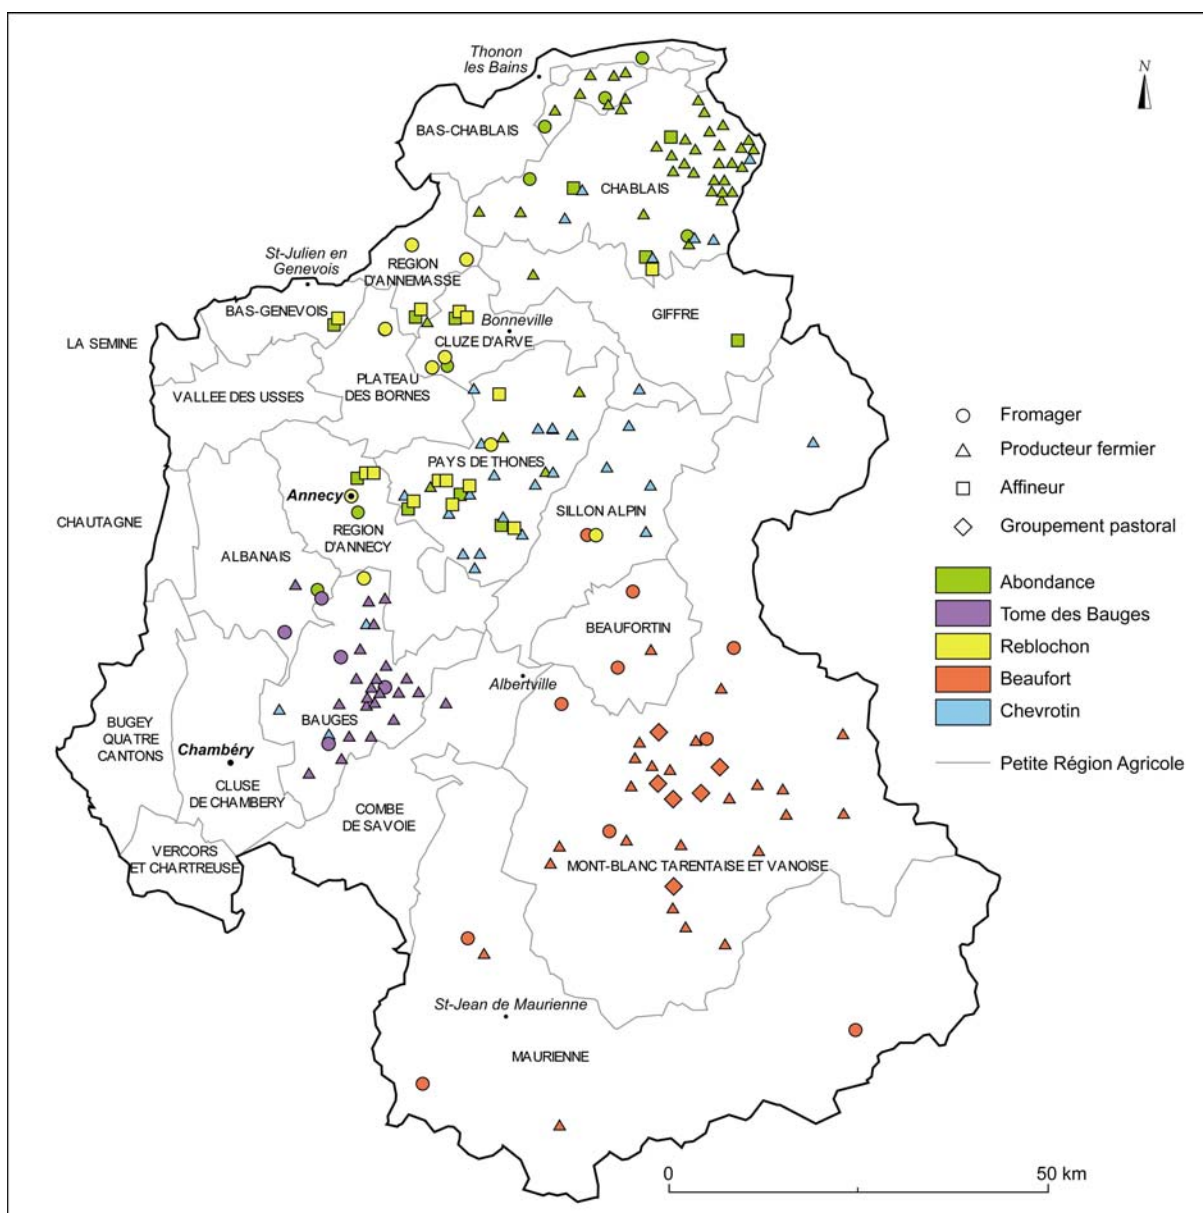 Thonon
les Bains
N
BAS-CHABLAIS
CHABLAIS
St-Julien en
Genevois
REGION
D'ANNEMASSE
BAS-GENEVOIS
Bonneville
GIFFRE
LA SEMINE
CLUZE D'ARVE
VALLEE DES USSES
PLATEAU
DES BORNES
Fromager
Producteur fermier
PAYS DE THONES
Affineur
Annecy
SILLON ALPIN
CHAUTAGNE
REGION
D'ANNECY
Groupement pastoral
ALBANAIS
Abondance
Tome des Bauges
BEAUFORTIN
Reblochon
Albertville
Beaufort
Chevrotin
BAUGES
BUGEY
QUATRE
CANTONS
Chambéry
Petite Région Agricole
CLUSE
DE CHAMBERY
COMBE
DE SAVOIE
VERCORS
ET CHARTREUSE
MONT-BLANC TARENTAISE ET VANOISE
St-Jean de Maurienne
MAURIENNE
0
50 km